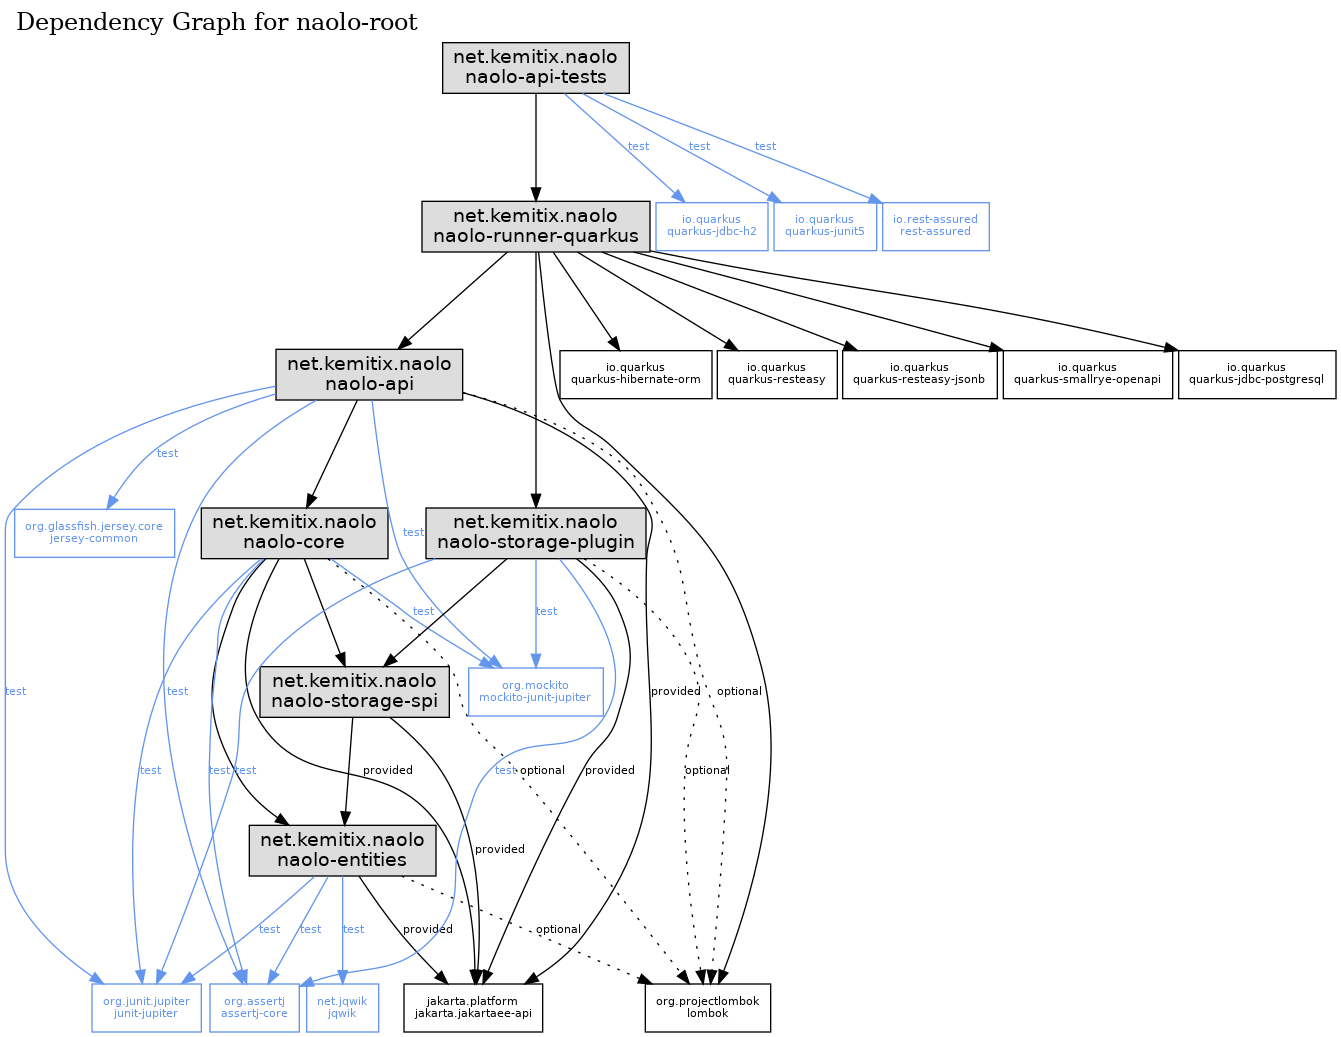 Dependency Graph for naolo-root
net.kemitix.naolo
naolo-api-tests
test
test
test
net.kemitix.naolo
naolo-runner-quarkus
io.quarkus
quarkus-jdbc-h2
io.quarkus
quarkus-junit5
io.rest-assured
rest-assured
net.kemitix.naolo
naolo-api
io.quarkus
quarkus-hibernate-orm
io.quarkus
quarkus-resteasy
io.quarkus
quarkus-resteasy-jsonb
io.quarkus
quarkus-smallrye-openapi
io.quarkus
quarkus-jdbc-postgresql
test
org.glassfish.jersey.core
jersey-common
net.kemitix.naolo
naolo-core
test
net.kemitix.naolo
naolo-storage-plugin
test
test
net.kemitix.naolo
naolo-storage-spi
org.mockito
mockito-junit-jupiter
test
test
provided
optional
test
test
test
provided
test
optional
provided
optional
net.kemitix.naolo
naolo-entities
provided
test
test
test
provided
optional
org.junit.jupiter
junit-jupiter
org.assertj
assertj-core
net.jqwik
jqwik
jakarta.platform
jakarta.jakartaee-api
org.projectlombok
lombok